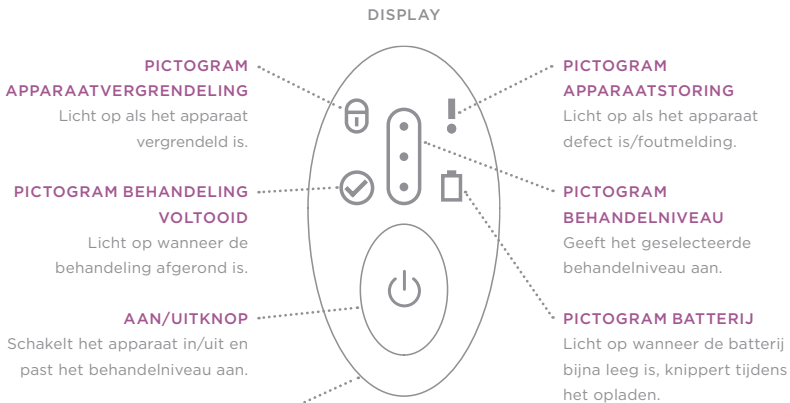 DISPLAY
PICTOGRAM
APPARAATVERGRENDELING
Licht op als het apparaat
vergrendeld is.
PICTOGRAM BEHANDELING
VOLTOOID
Licht op wanneer de
behandeling afgerond is.
AAN/UITKNOP
Schakelt het apparaat in/uit en
past het behandelniveau aan.
PICTOGRAM
APPARAATSTORING
Licht op als het apparaat
defect is/foutmelding.
PICTOGRAM
BEHANDELNIVEAU
Geeft het geselecteerde
behandelniveau aan.
PICTOGRAM BATTERIJ
Licht op wanneer de batterij
bijna leeg is, knippert tijdens
het opladen.